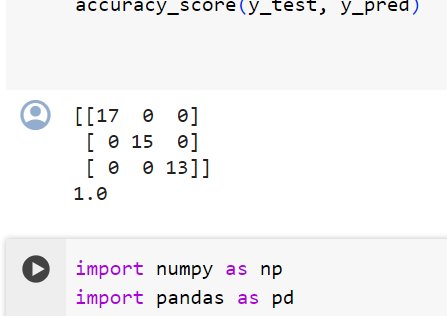 accuracy_score(y_test, y_pred)
[[17  0  0]
 [ 0 15  0]
 [ 0  0 13]]
1.0
import numpy as np
import pandas as pd